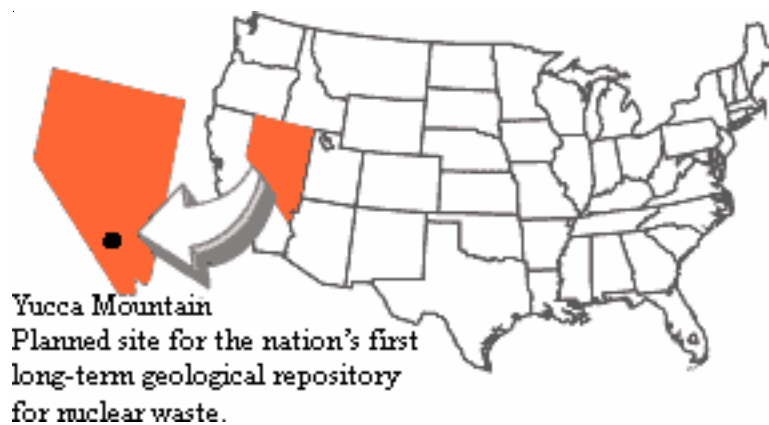 Yucca Mountain
Planned site for the nation's first
long-term geological repository
for nuclear waste.